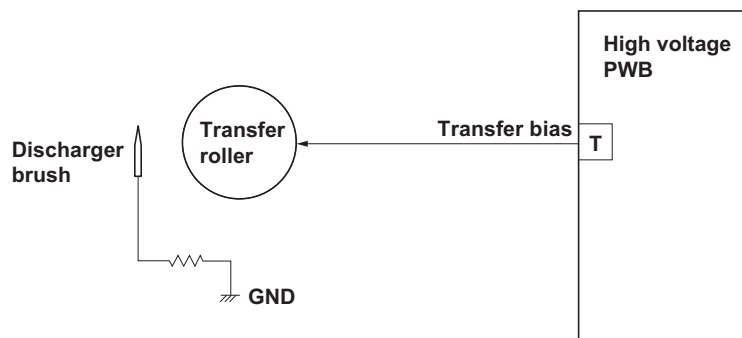 High voltage
PWB
Transfer bias
T
Transfer
roller
Discharger
brush
GND